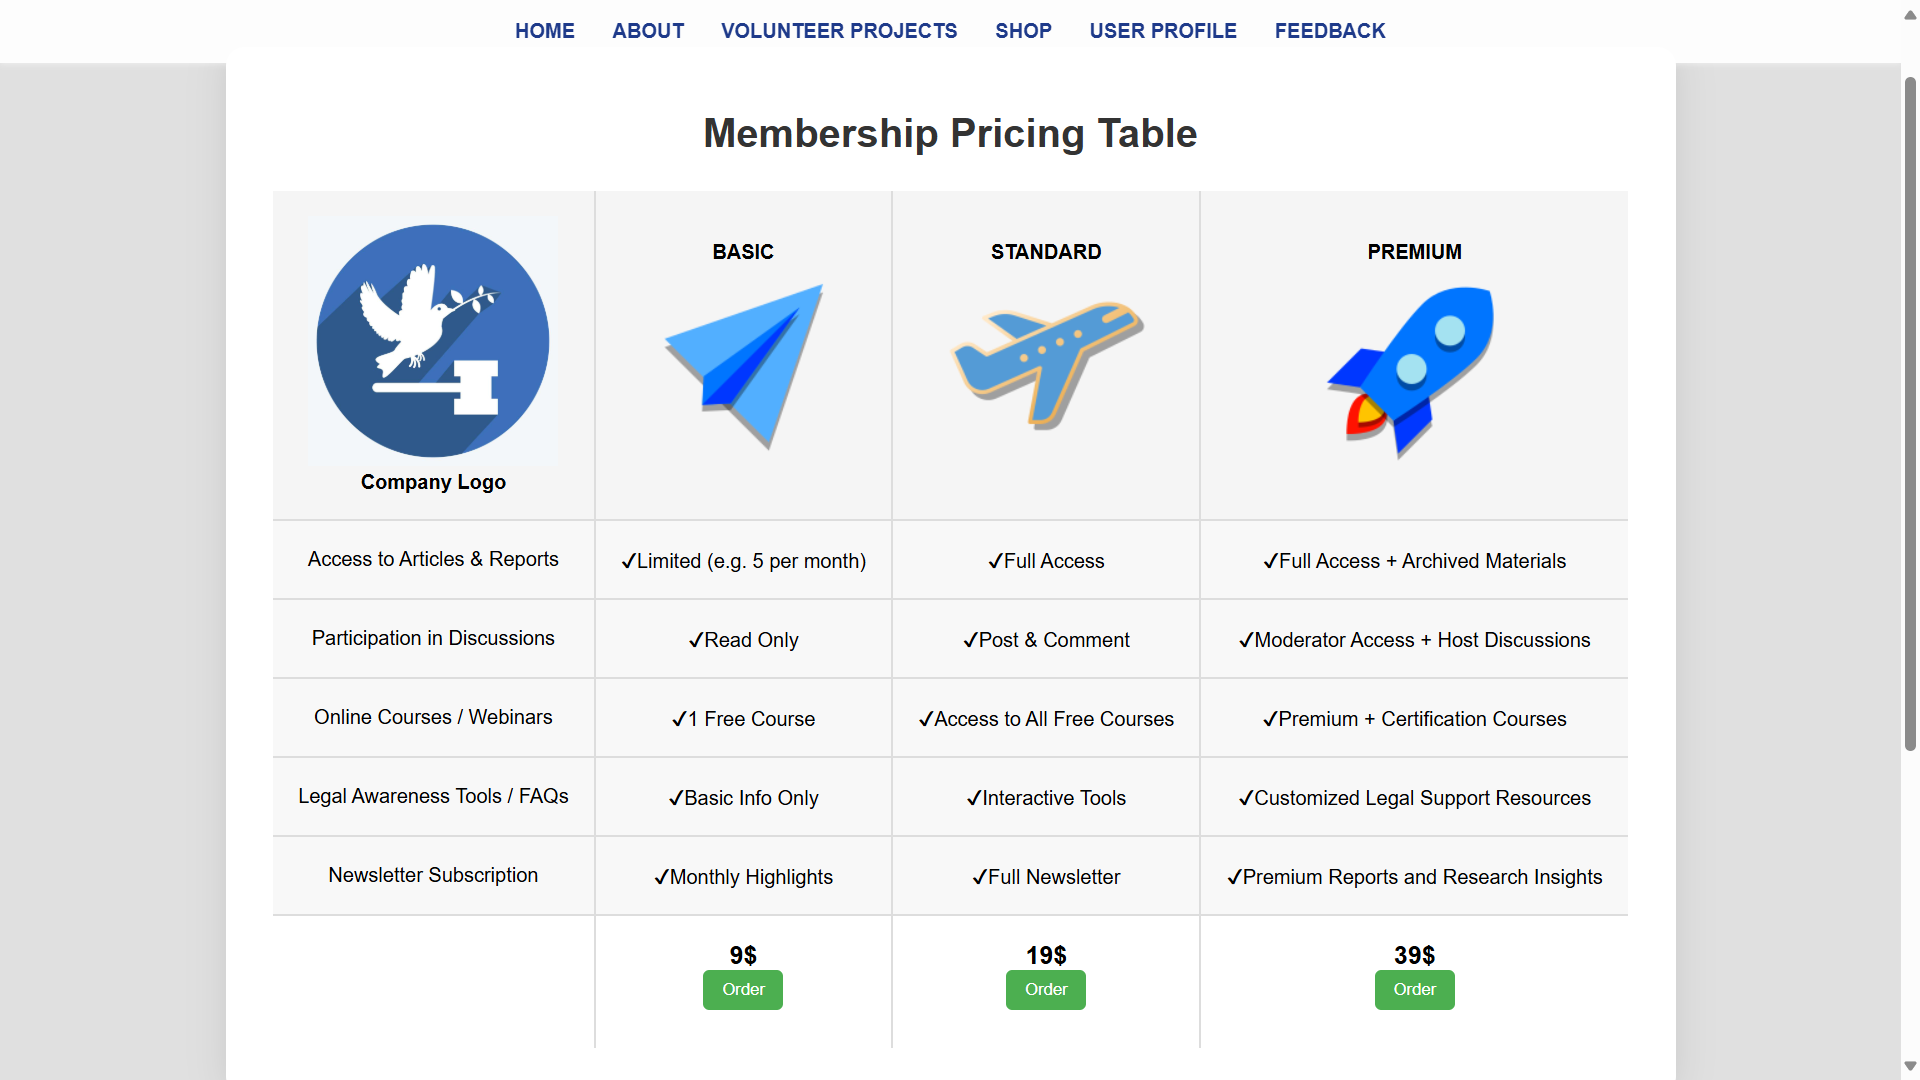 HOME ABOUT VOLUNTEER PROJECTS SHOP USER PROFILE FEEDBACK
Membership Pricing Table
Company Logo
BASIC
STANDARD
PREMIUM
Access to Articles & Reports ✓Limited (e.g. 5 per month) ✓Full Access ✓Full Access + Archived Materials
Participation in Discussions ✓Read Only ✓Post & Comment ✓Moderator Access + Host Discussions
Online Courses / Webinars ✓1 Free Course ✓Access to All Free Courses ✓Premium + Certification Courses
Legal Awareness Tools / FAQs ✓Basic Info Only ✓Interactive Tools ✓Customized Legal Support Resources
Newsletter Subscription ✓Monthly Highlights ✓Full Newsletter ✓Premium Reports and Research Insights
9$ 19$ 39$
Order Order Order